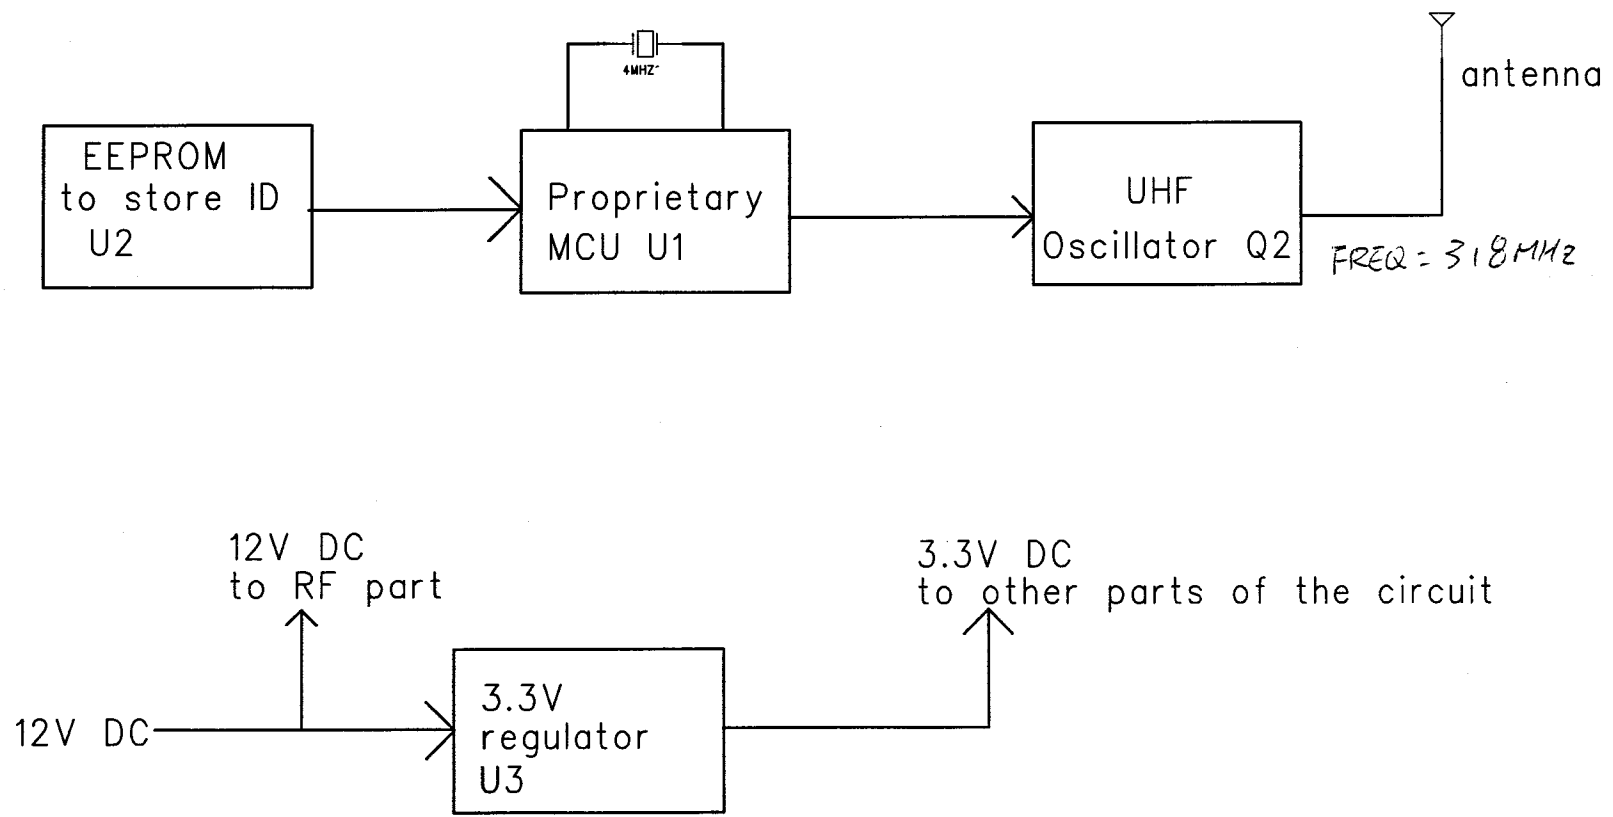 4MHZ
antenna
EEPROM
to store ID
U2
Proprietary
MCU U1
UHF
Oscillator Q2
FREQ = 318MHz
12V DC
to RF part
3.3V DC
to other parts of the circuit
12V DC
3.3V
regulator
U3